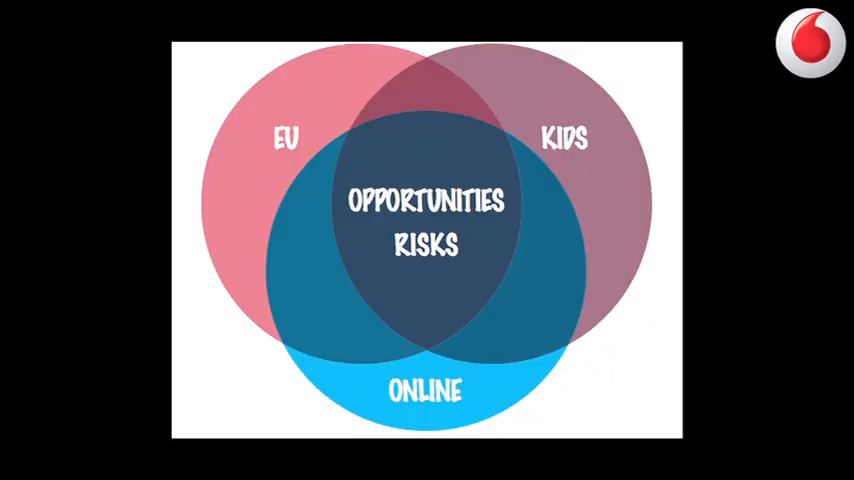 EU
KIDS
OPPORTUNITIES
RISKS
ONLINE